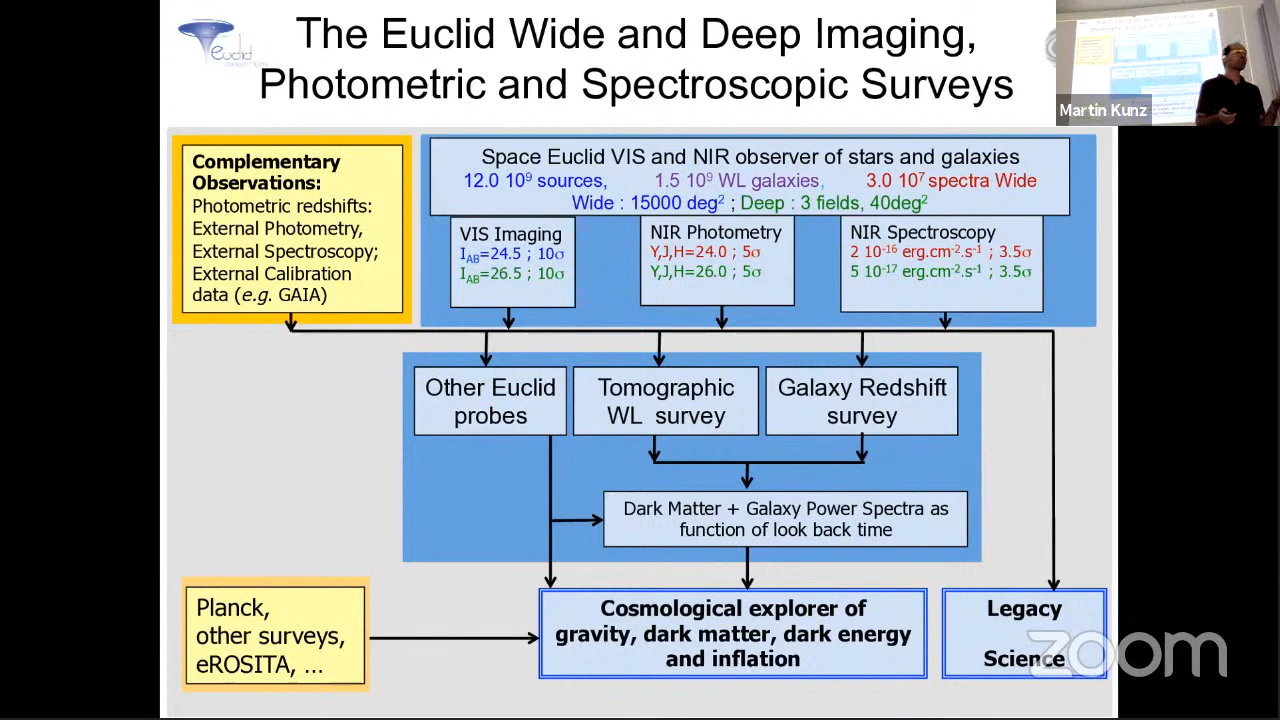 Euclid
The Euclid Wide and Deep Imaging,
Photometric and Spectroscopic Surveys
Martin Kunz
Complementary
Observations:
Photometric redshifts:
External Photometry,
External Spectroscopy;
External Calibration
data (e.g. GAIA)
Space Euclid VIS and NIR observer of stars and galaxies
12.0 10⁹ sources, 1.5 10⁹ WL galaxies, 3.0 10⁷ spectra Wide
Wide : 15000 deg² ; Deep : 3 fields, 40deg²
VIS Imaging
I_AB=24.5 ; 10σ
I_AB=26.5 ; 10σ
NIR Photometry
Y,J,H=24.0 ; 5σ
Y,J,H=26.0 ; 5σ
NIR Spectroscopy
2 10⁻¹⁶ erg.cm⁻².s⁻¹ ; 3.5σ
5 10⁻¹⁷ erg.cm⁻².s⁻¹ ; 3.5σ
Other Euclid
probes
Tomographic
WL survey
Galaxy Redshift
survey
Dark Matter + Galaxy Power Spectra as
function of look back time
Planck,
other surveys,
eROSITA, …
Cosmological explorer of
gravity, dark matter, dark energy
and inflation
Legacy
Science
zoom